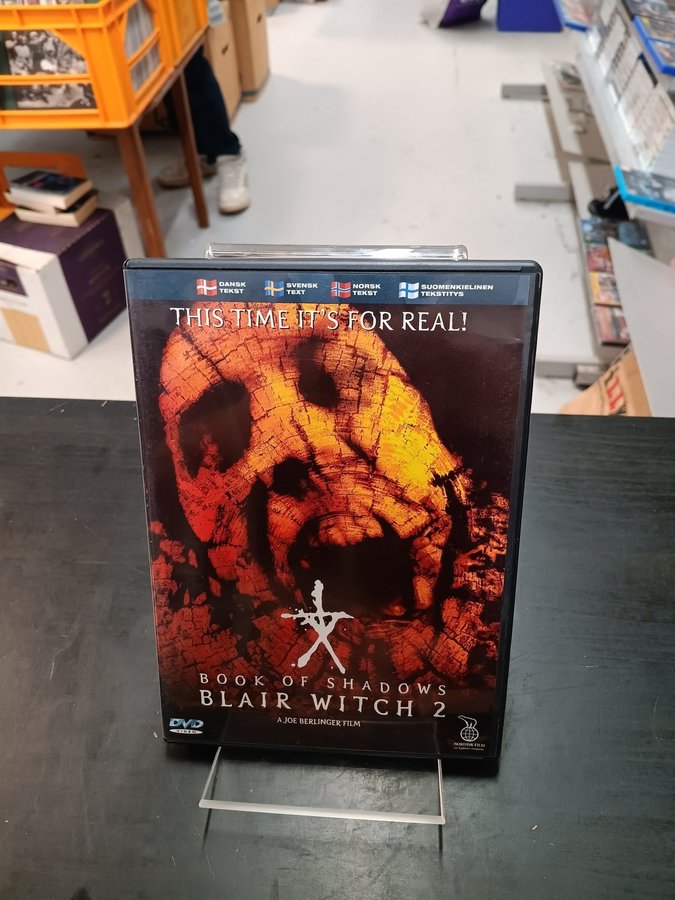 DANSK TEKST
SVENSK TEXT
NORSK TEKST
SUOMENKIELINEN TEKSTITYS
THIS TIME IT'S FOR REAL!
BOOK OF SHADOWS
BLAIR WITCH 2
A JOE BERLINGER FILM
DVD
VIDEO
NORDISK FILM